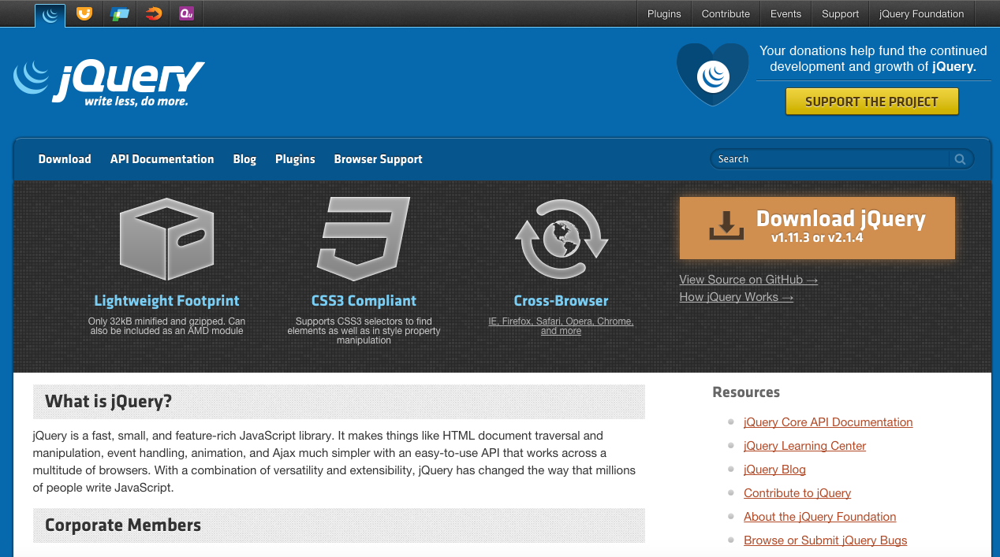 Qu
Plugins Contribute Events Support jQuery Foundation
jQuery
write less, do more.
Your donations help fund the continued
development and growth of jQuery.
SUPPORT THE PROJECT
Download API Documentation Blog Plugins Browser Support
Search
Lightweight Footprint
Only 32kB minified and gzipped. Can
also be included as an AMD module
CSS3 Compliant
Supports CSS3 selectors to find
elements as well as in style property
manipulation
Cross-Browser
IE, Firefox, Safari, Opera, Chrome,
and more
Download jQuery
v1.11.3 or v2.1.4
View Source on GitHub →
How jQuery Works →
What is jQuery?
jQuery is a fast, small, and feature-rich JavaScript library. It makes things like HTML document traversal and
manipulation, event handling, animation, and Ajax much simpler with an easy-to-use API that works across a
multitude of browsers. With a combination of versatility and extensibility, jQuery has changed the way that millions
of people write JavaScript.
Corporate Members
Resources
jQuery Core API Documentation
jQuery Learning Center
jQuery Blog
Contribute to jQuery
About the jQuery Foundation
Browse or Submit jQuery Bugs